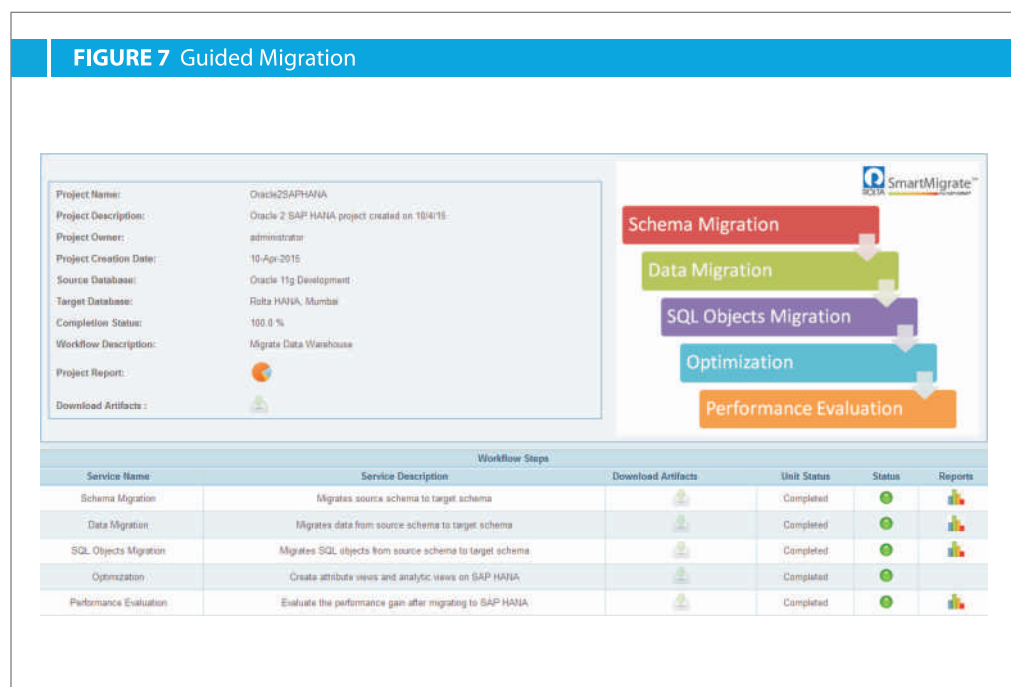 FIGURE 7 Guided Migration
Project Name: Oracle2SAPHANA
Project Description: Oracle 2 SAP HANA project created on 10/4/15
Project Owner: administrator
Project Creation Date: 10-Apr-2015
Source Database: Oracle 11g Development
Target Database: Rolta HANA, Mumbai
Completion Status: 100.0 %
Workflow Description: Migrate Data Warehouse
Project Report:
Download Artifacts :
ROLTA SmartMigrate™
Schema Migration
Data Migration
SQL Objects Migration
Optimization
Performance Evaluation
Workflow Steps
Service Name Service Description Download Artifacts Unit Status Status Reports
Schema Migration Migrates source schema to target schema Completed
Data Migration Migrates data from source schema to target schema Completed
SQL Objects Migration Migrates SQL objects from source schema to target schema Completed
Optimization Create attribute views and analytic views on SAP HANA Completed
Performance Evaluation Evaluate the performance gain after migrating to SAP HANA Completed